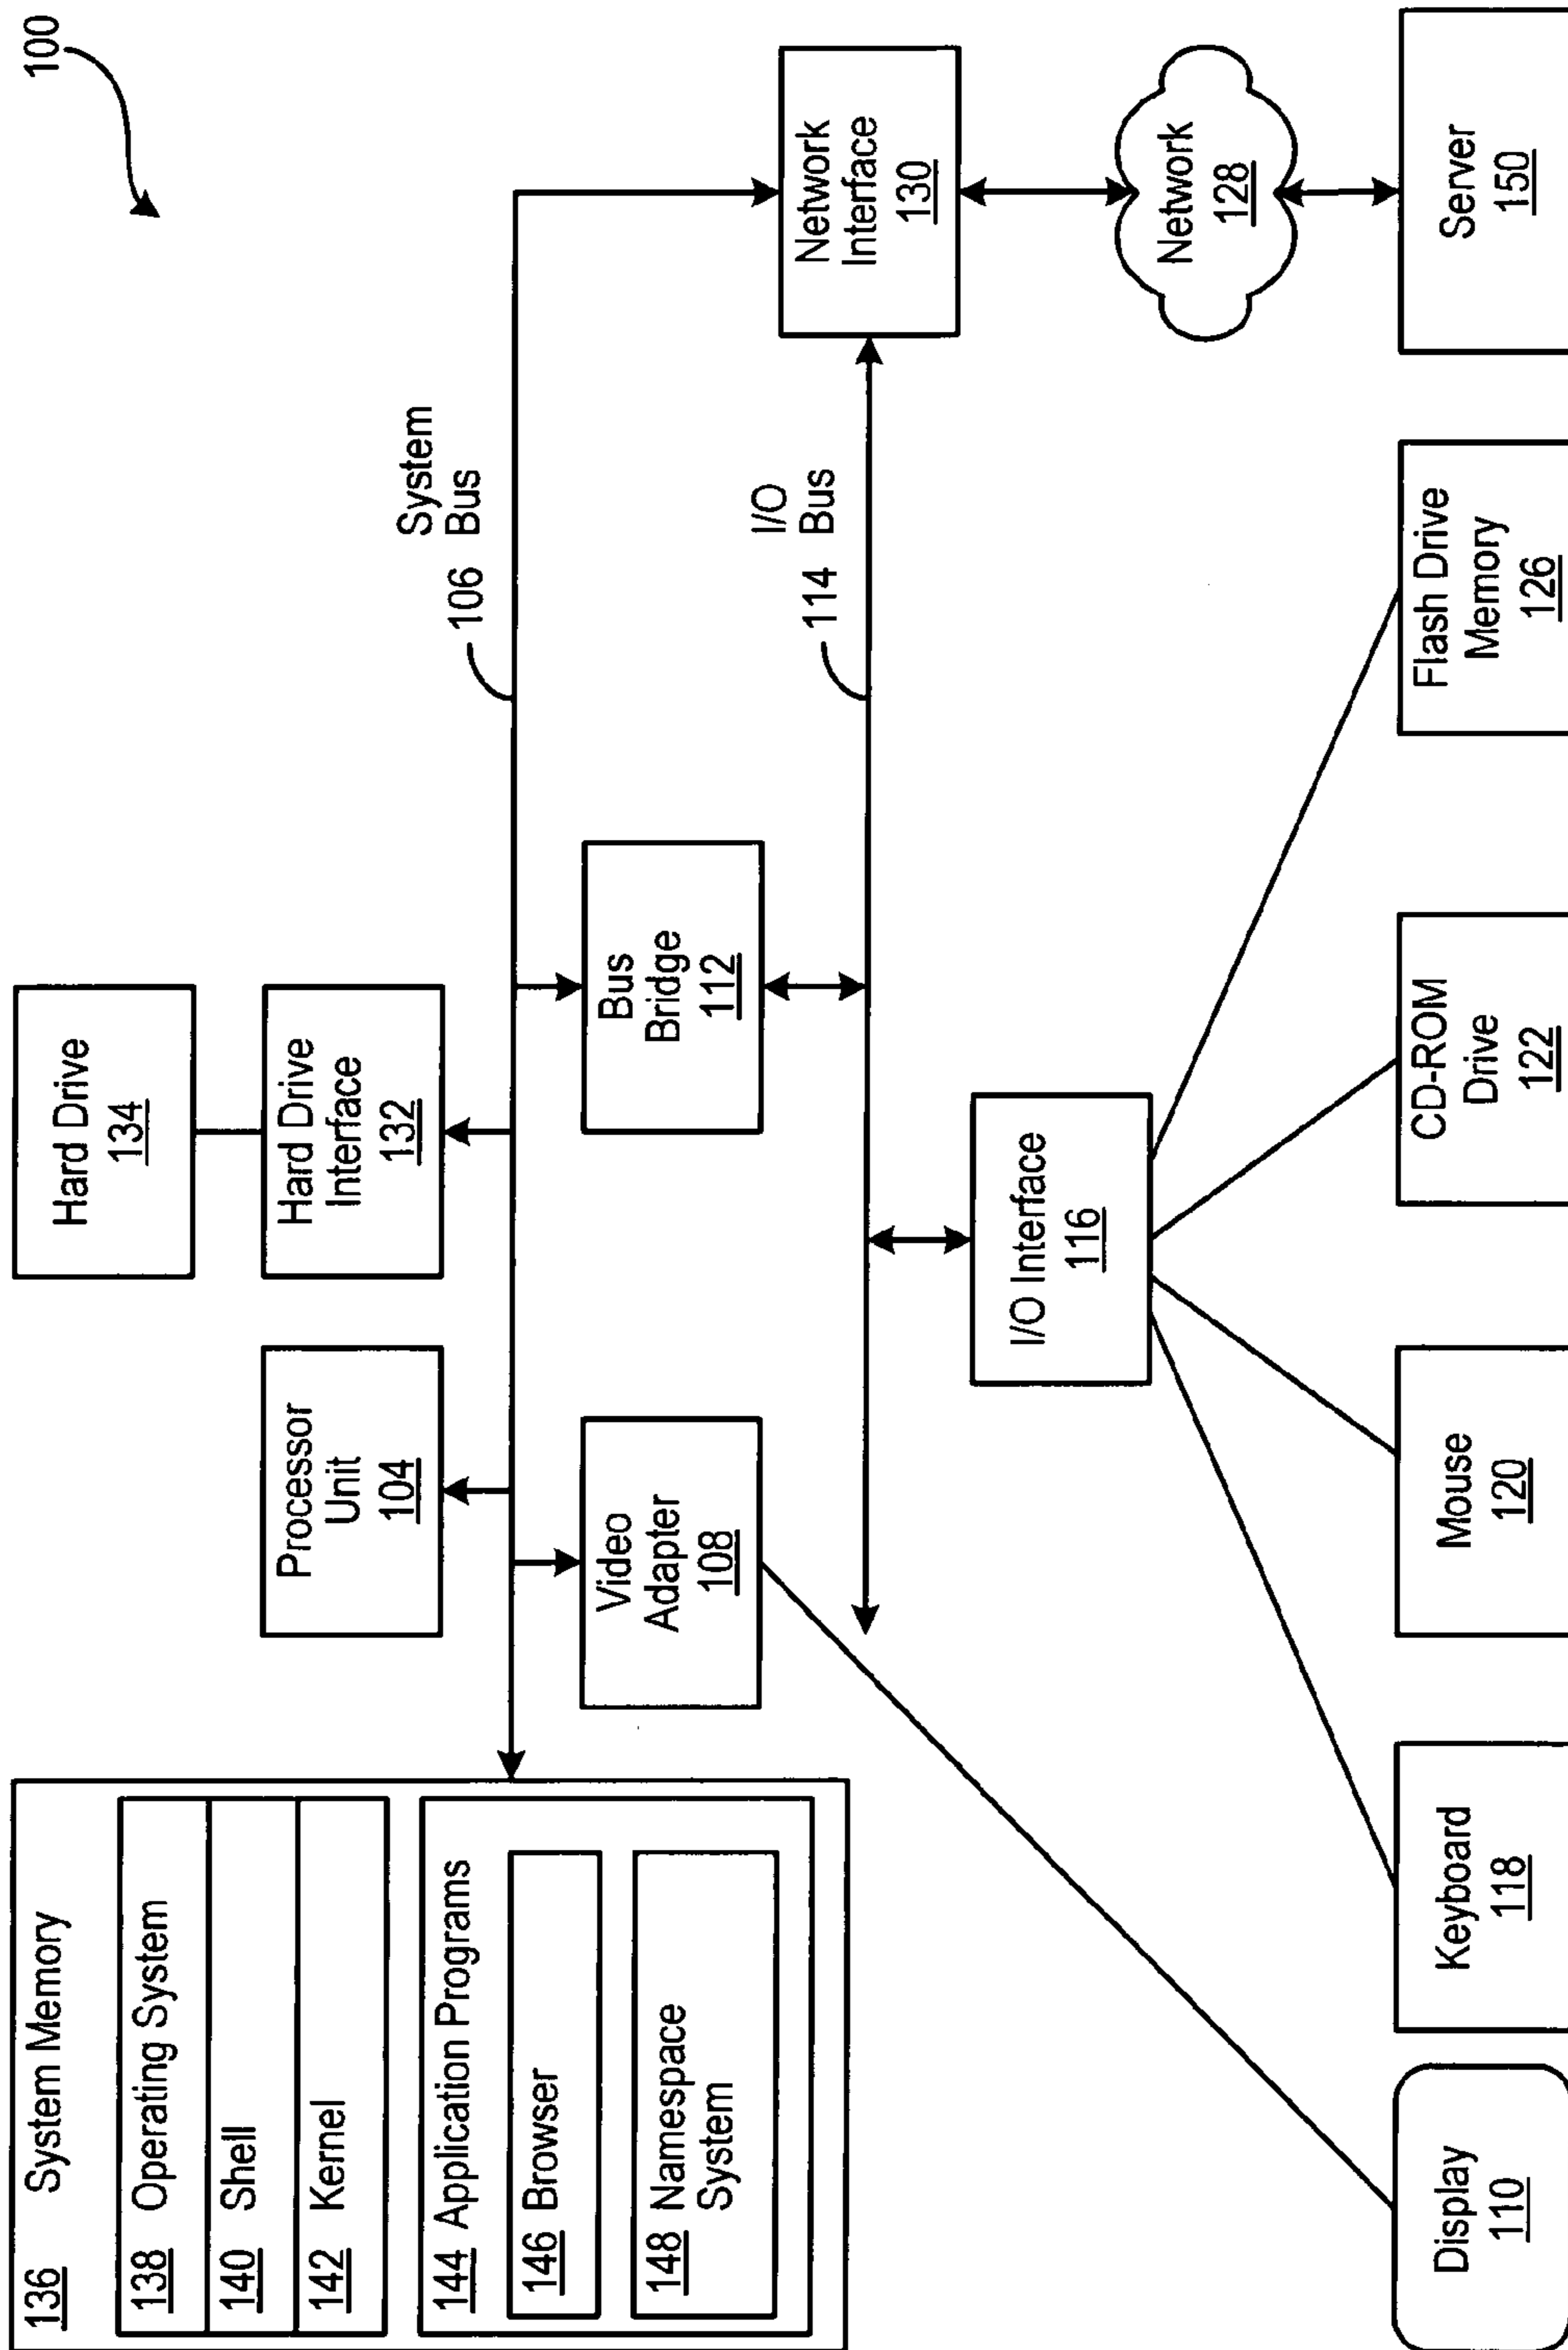 100
136 System Memory
138 Operating System
140 Shell
142 Kernel
144 Application Programs
146 Browser
148 Namespace
System
Processor
Unit
104
Hard Drive
134
Hard Drive
Interface
132
System
106 Bus
Video
Adapter
108
Bus
Bridge
112
I/O
114 Bus
Network
Interface
130
I/O Interface
116
Network
128
Display
110
Keyboard
118
Mouse
120
CD-ROM
Drive
122
Flash Drive
Memory
126
Server
150